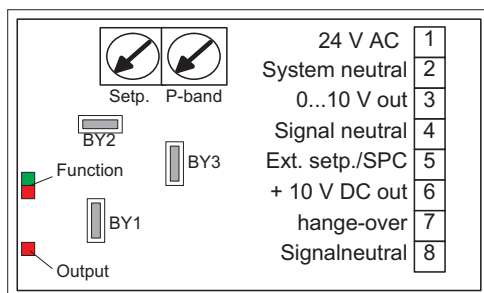 24 V AC 1
System neutral 2
Setp. P-band
0...10 V out 3
BY2
Signal neutral 4
BY3
Ext. setp./SPC 5
Function
+ 10 V DC out 6
BY1
hange-over 7
Signalneutral 8
Output